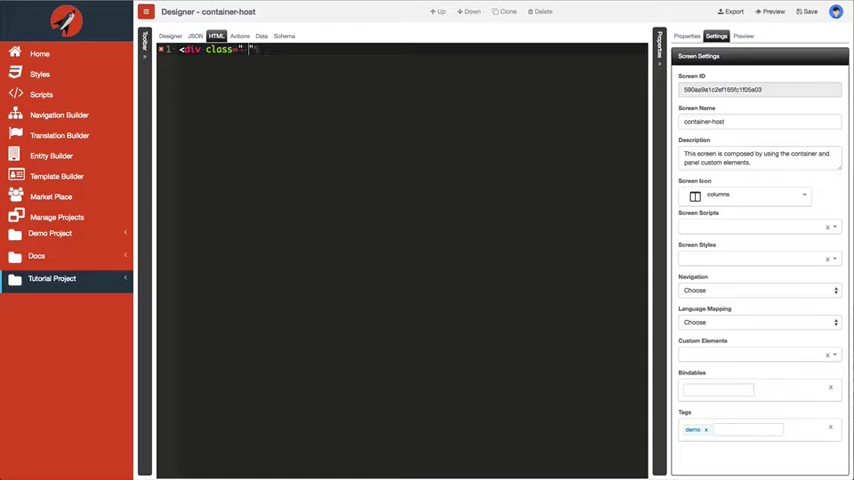 Designer - container-host
Up
Down
Clone
Delete
Export
Preview
Save
Home
Styles
Scripts
Navigation Builder
Translation Builder
Entity Builder
Template Builder
Market Place
Manage Projects
Demo Project
Docs
Tutorial Project
Toolbar
Designer HTML Actions Data Schema
1 <div class=" "
Properties
Properties Settings Preview
Screen Settings
Screen ID
590aa9a1c2ef165fc1f05a03
Screen Name
container-host
Description
This screen is composed by using the container and
panel custom elements.
Screen Icon
columns
Screen Scripts
x
Screen Styles
x
Navigation
Choose
Language Mapping
Choose
Custom Elements
x
Bindables
x
Tags
demo x
x